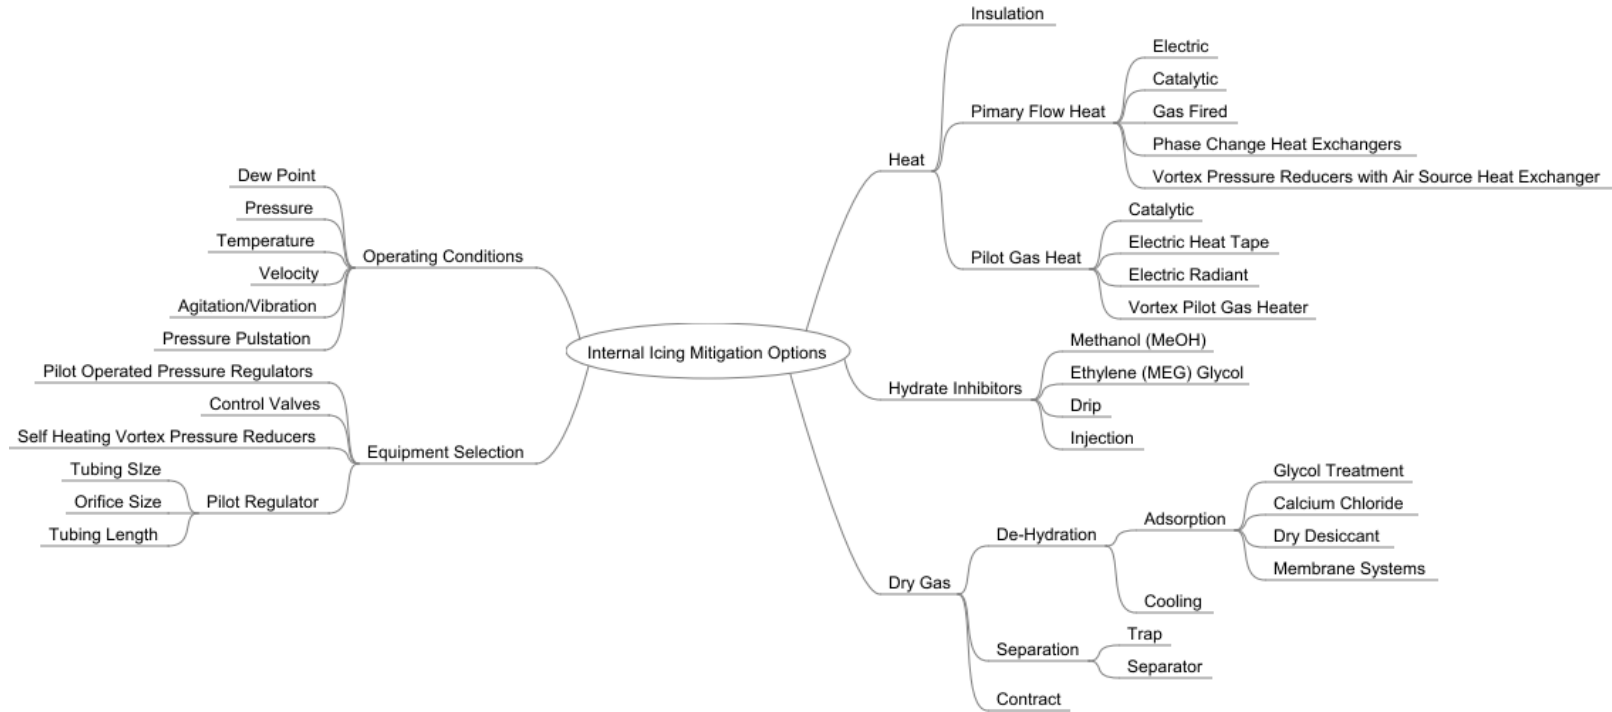 Internal Icing Mitigation Options
Heat
Insulation
Pimary Flow Heat
Electric
Catalytic
Gas Fired
Phase Change Heat Exchangers
Vortex Pressure Reducers with Air Source Heat Exchanger
Pilot Gas Heat
Catalytic
Electric Heat Tape
Electric Radiant
Vortex Pilot Gas Heater
Hydrate Inhibitors
Methanol (MeOH)
Ethylene (MEG) Glycol
Drip
Injection
Dry Gas
De-Hydration
Adsorption
Glycol Treatment
Calcium Chloride
Dry Desiccant
Membrane Systems
Cooling
Separation
Trap
Separator
Contract
Operating Conditions
Dew Point
Pressure
Temperature
Velocity
Agitation/Vibration
Pressure Pulstation
Equipment Selection
Pilot Operated Pressure Regulators
Control Valves
Self Heating Vortex Pressure Reducers
Pilot Regulator
Tubing SIze
Orifice Size
Tubing Length